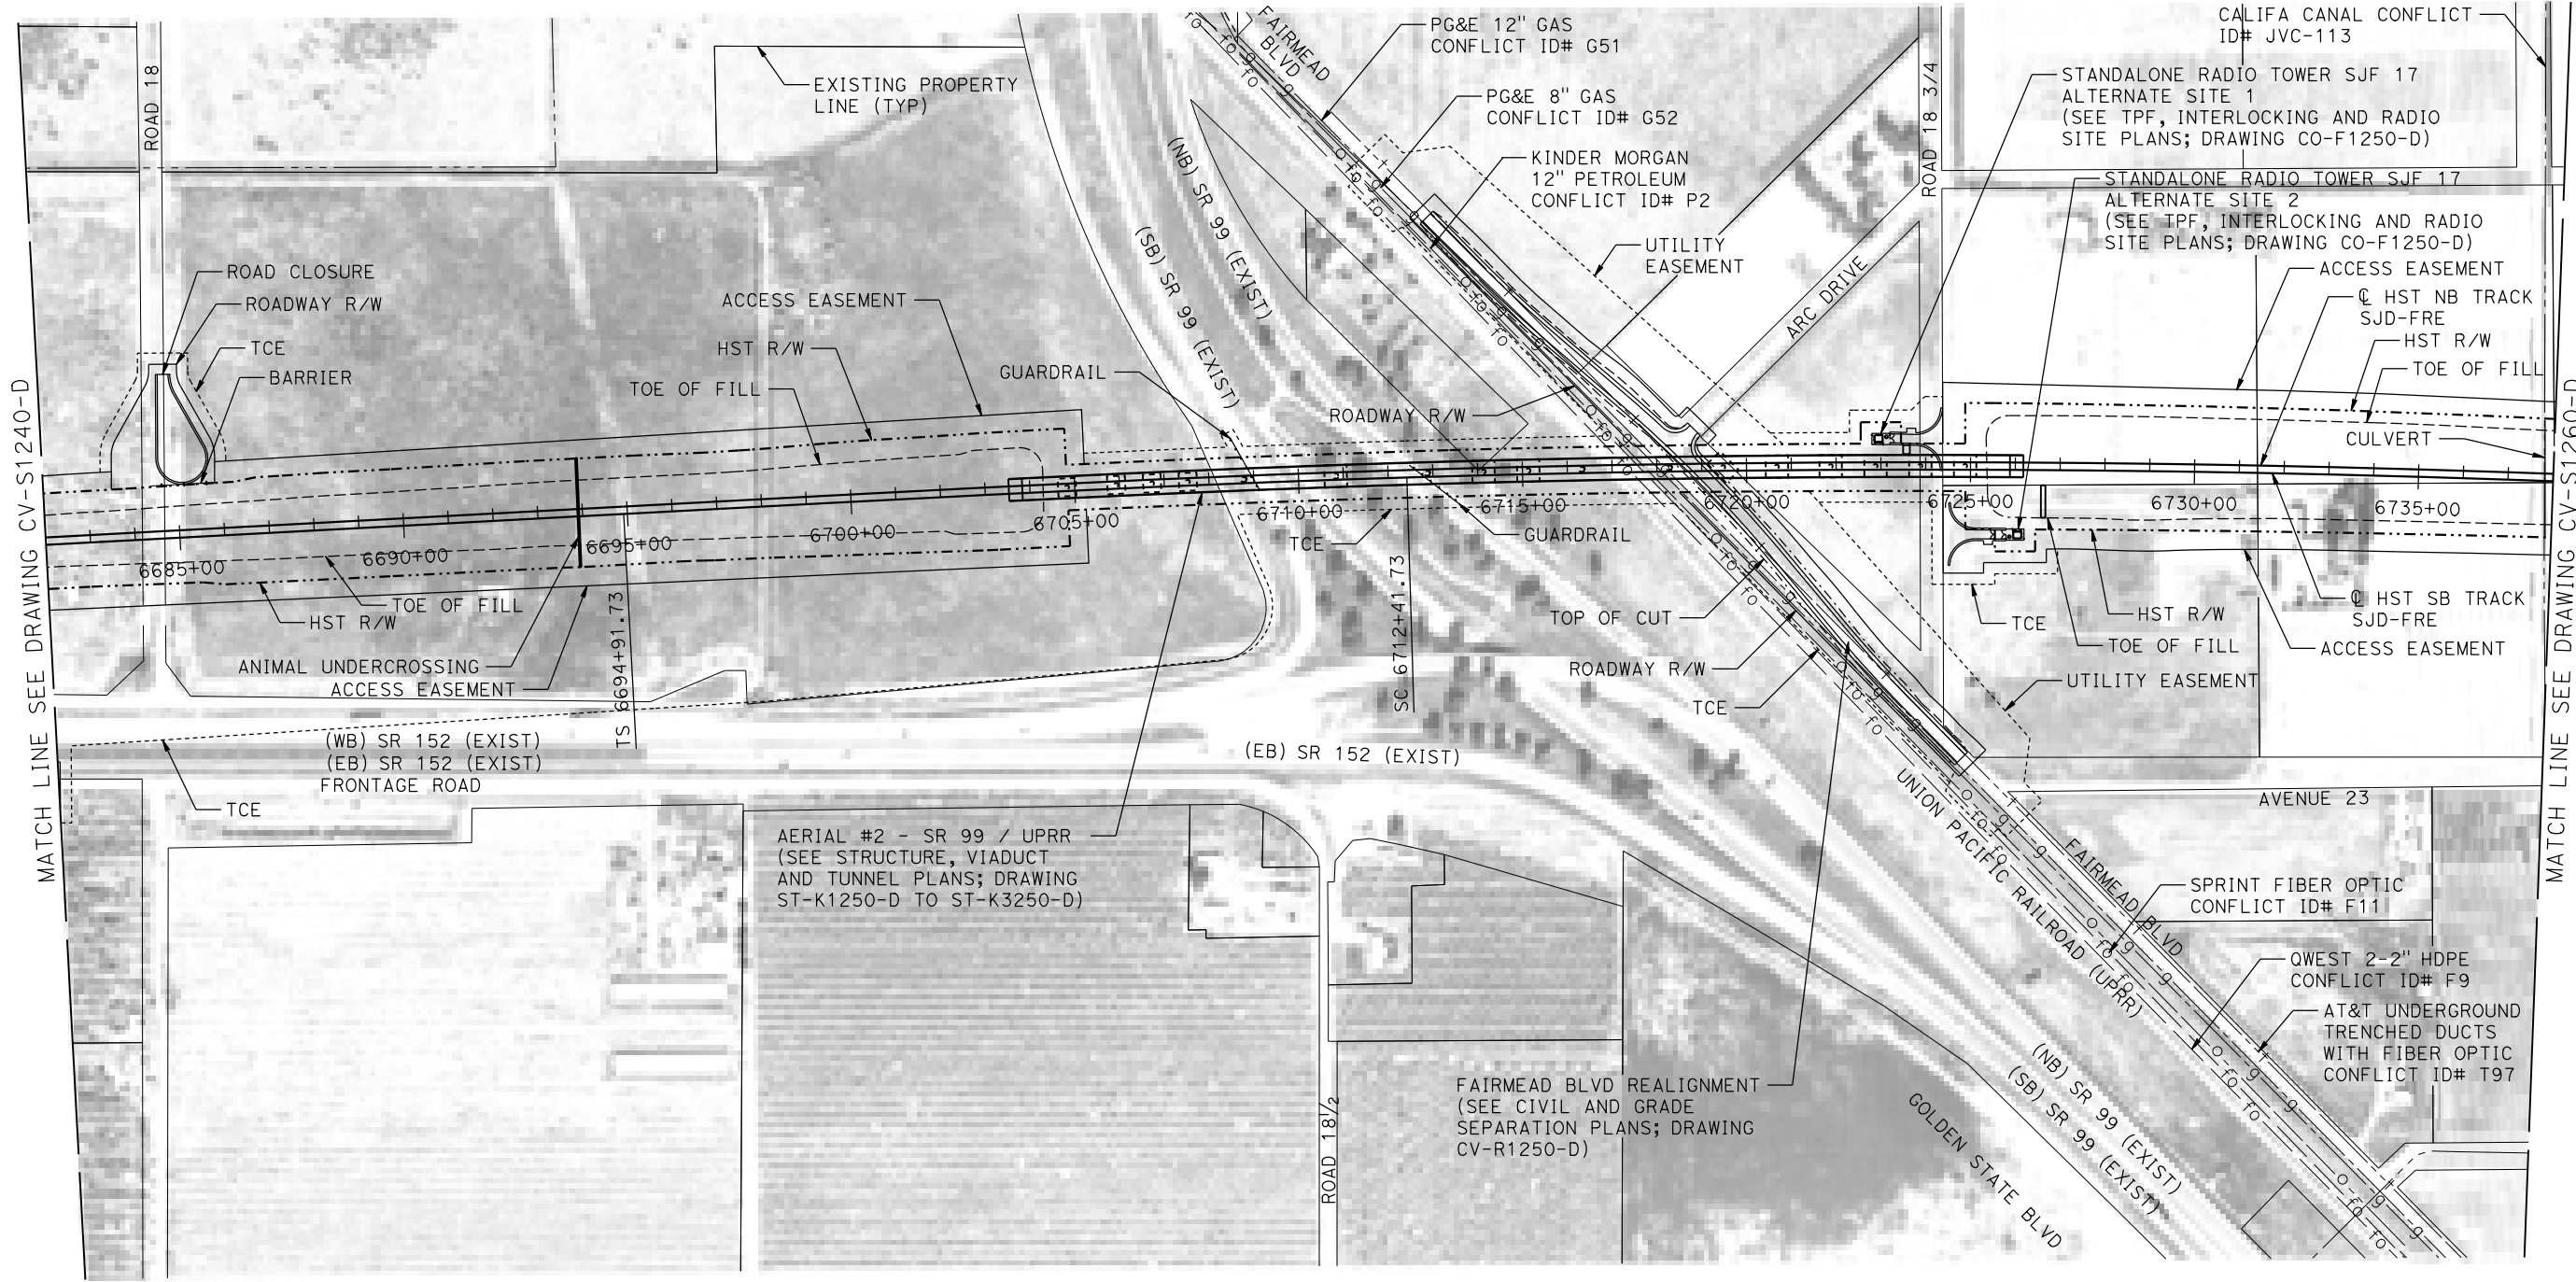 CALIFA CANAL CONFLICT
ID# JVC-113
PG&E 12" GAS
CONFLICT ID# G51
FAIRMEAD
BLVD
ROAD 18
EXISTING PROPERTY
LINE (TYP)
PG&E 8" GAS
CONFLICT ID# G52
ROAD 18 3/4
STANDALONE RADIO TOWER SJF 17
ALTERNATE SITE 1
(SEE TPF, INTERLOCKING AND RADIO
SITE PLANS; DRAWING CO-F1250-D)
KINDER MORGAN
12" PETROLEUM
CONFLICT ID# P2
STANDALONE RADIO TOWER SJF 17
ALTERNATE SITE 2
(SEE TPF, INTERLOCKING AND RADIO
SITE PLANS; DRAWING CO-F1250-D)
(NB) SR 99 (EXIST)
(SB) SR 99 (EXIST)
UTILITY
EASEMENT
ARC DRIVE
ROAD CLOSURE
ROADWAY R/W
TCE
BARRIER
ACCESS EASEMENT
HST R/W
TOE OF FILL
GUARDRAIL
ROADWAY R/W
ACCESS EASEMENT
℄ HST NB TRACK
SJD-FRE
HST R/W
TOE OF FILL
CULVERT
MATCH LINE SEE DRAWING CV-S1240-D
MATCH LINE SEE DRAWING CV-S1260-D
6685+00
6690+00
6695+00
6700+00
6705+00
6710+00
6715+00
6720+00
6725+00
6730+00
6735+00
TCE
GUARDRAIL
TOE OF FILL
HST R/W
ANIMAL UNDERCROSSING
ACCESS EASEMENT
TS 6694+91.73
SC 6712+41.73
TOP OF CUT
ROADWAY R/W
TCE
TCE
℄ HST SB TRACK
SJD-FRE
HST R/W
TOE OF FILL
ACCESS EASEMENT
UTILITY EASEMENT
(WB) SR 152 (EXIST)
(EB) SR 152 (EXIST)
FRONTAGE ROAD
(EB) SR 152 (EXIST)
TCE
AVENUE 23
AERIAL #2 - SR 99 / UPRR
(SEE STRUCTURE, VIADUCT
AND TUNNEL PLANS; DRAWING
ST-K1250-D TO ST-K3250-D)
UNION PACIFIC RAILROAD (UPRR)
FAIRMEAD BLVD
SPRINT FIBER OPTIC
CONFLICT ID# F11
QWEST 2-2" HDPE
CONFLICT ID# F9
AT&T UNDERGROUND
TRENCHED DUCTS
WITH FIBER OPTIC
CONFLICT ID# T97
FAIRMEAD BLVD REALIGNMENT
(SEE CIVIL AND GRADE
SEPARATION PLANS; DRAWING
CV-R1250-D)
ROAD 18½
(NB) SR 99 (EXIST)
(SB) SR 99 (EXIST)
GOLDEN STATE BLVD